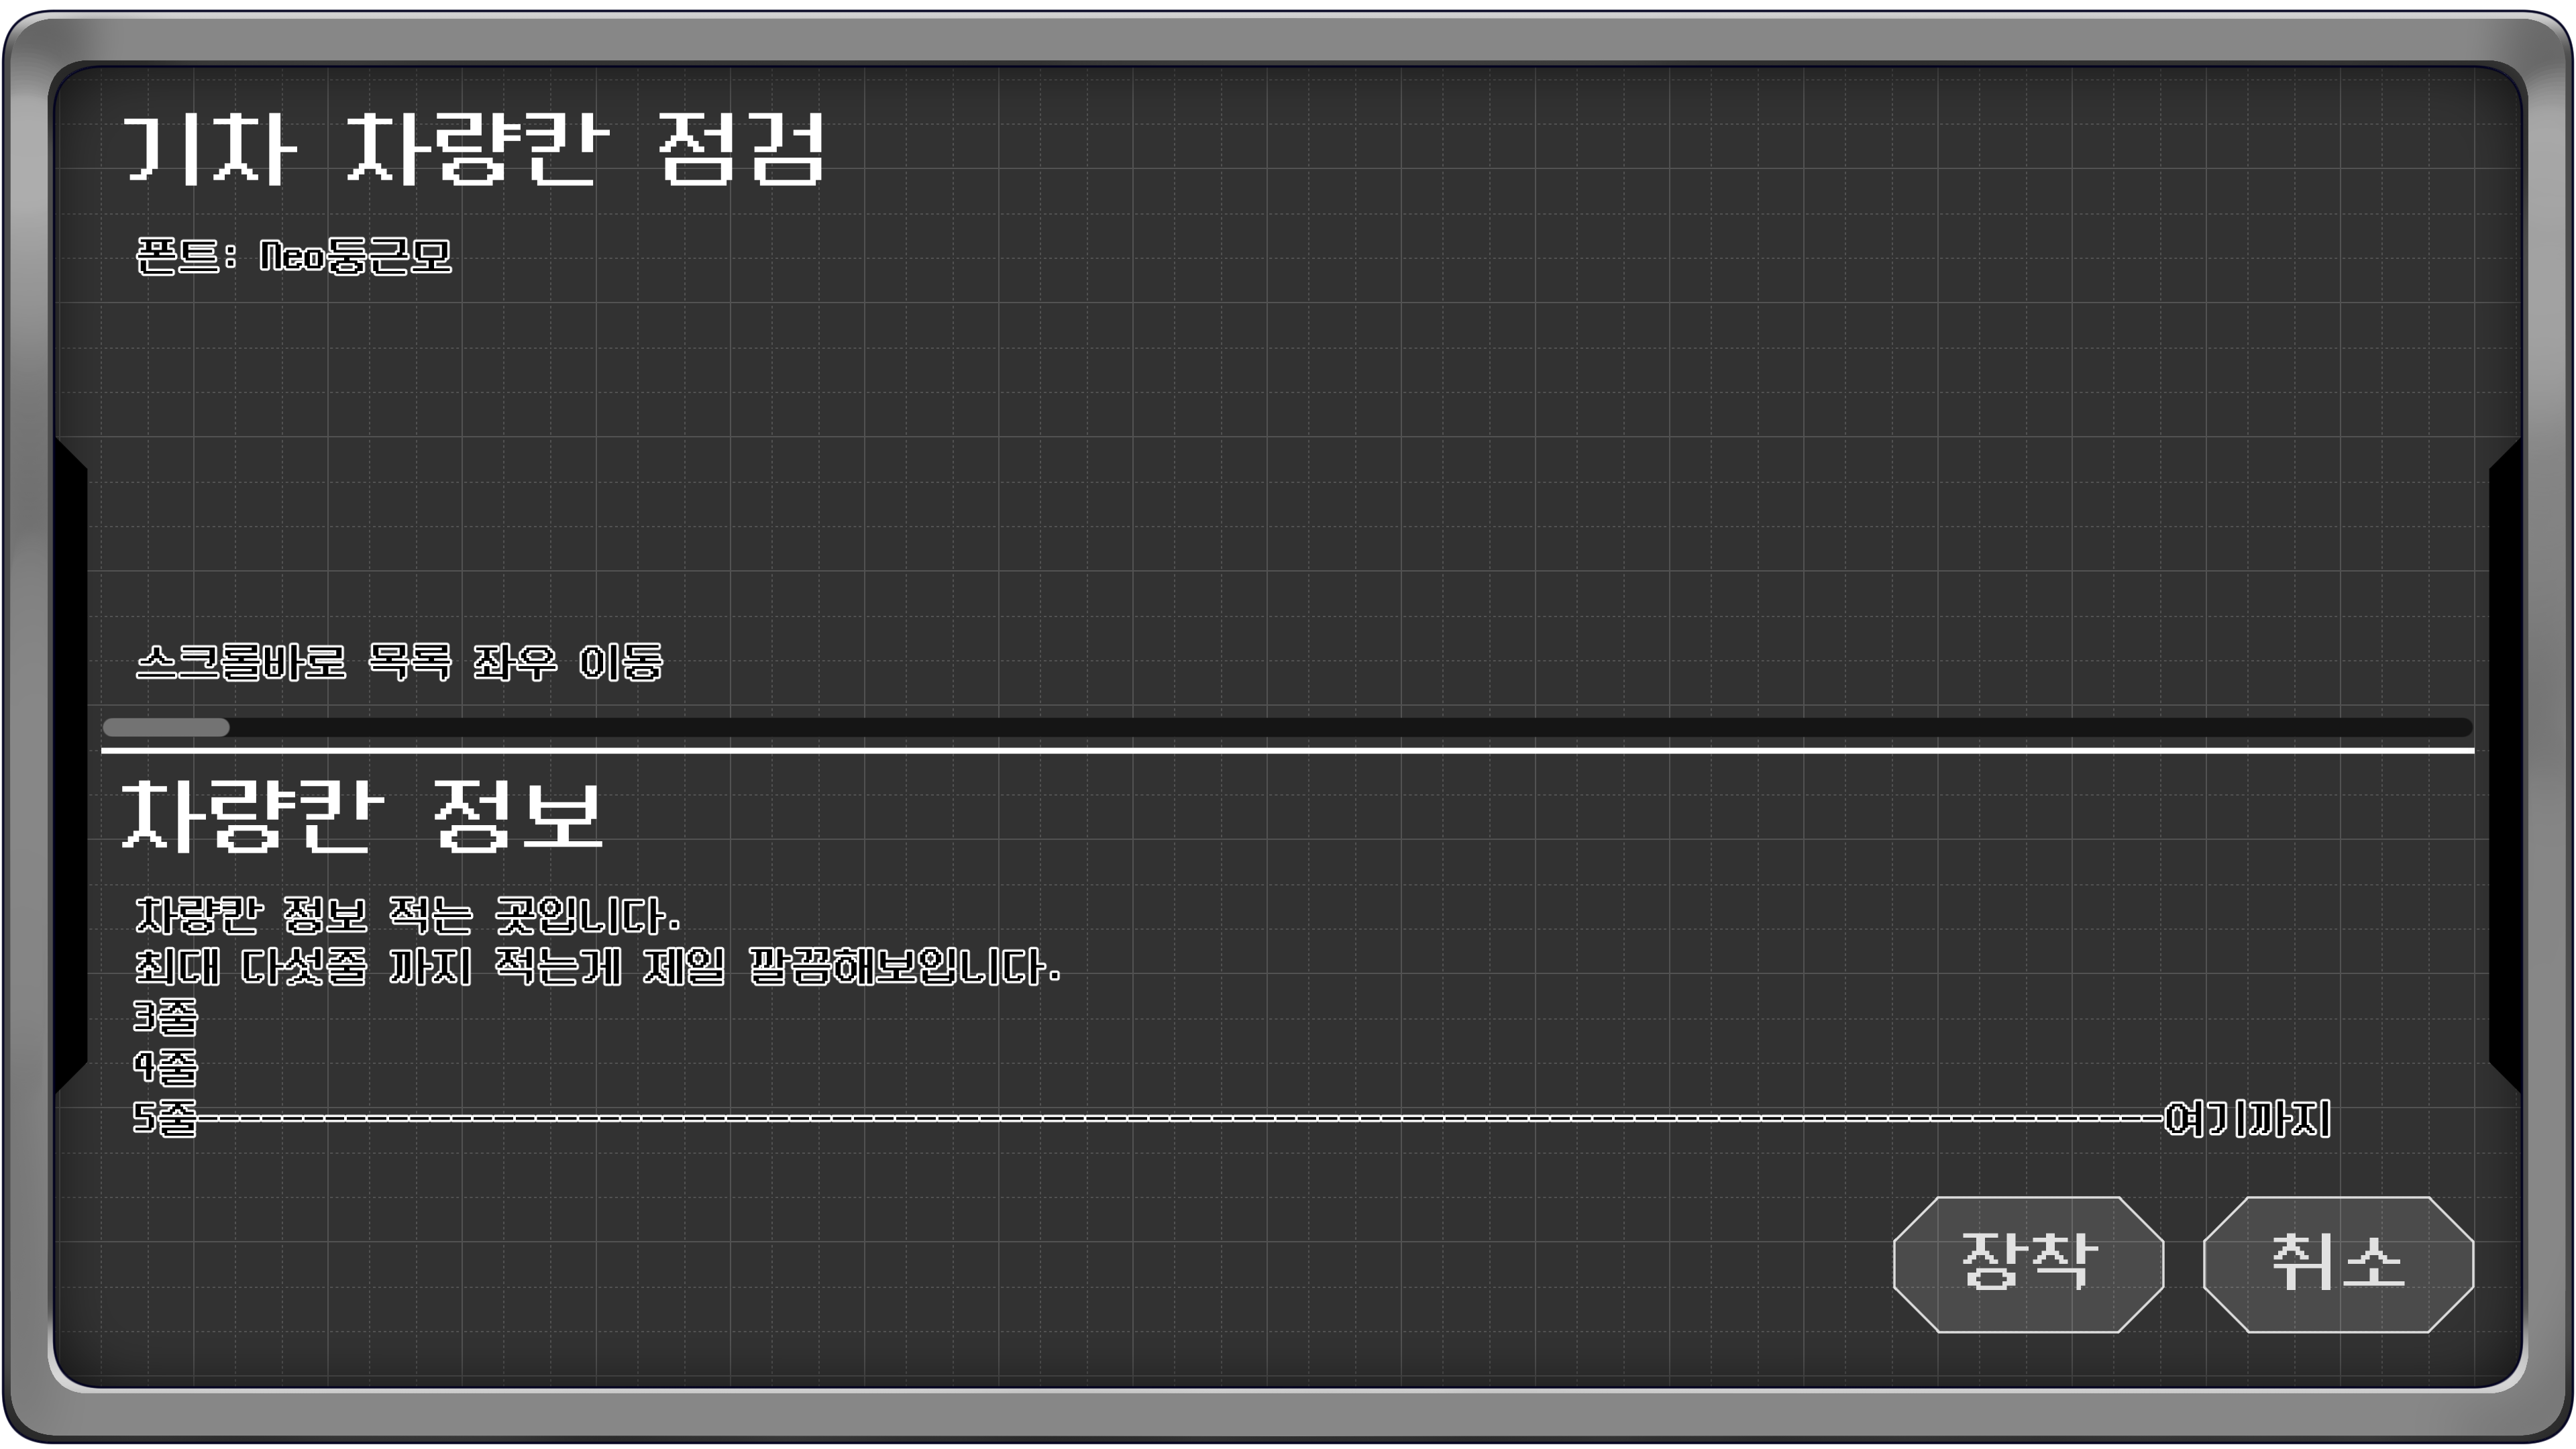 기차 차량칸 점검
폰트: Neo둥근모
스크롤바로 목록 좌우 이동
차량칸 정보
차량칸 정보 적는 곳입니다.
최대 다섯줄 까지 적는게 제일 깔끔해보입니다.
3줄
4줄
5줄----------------------------------------------------------------------------------------------여기까지
장착
취소